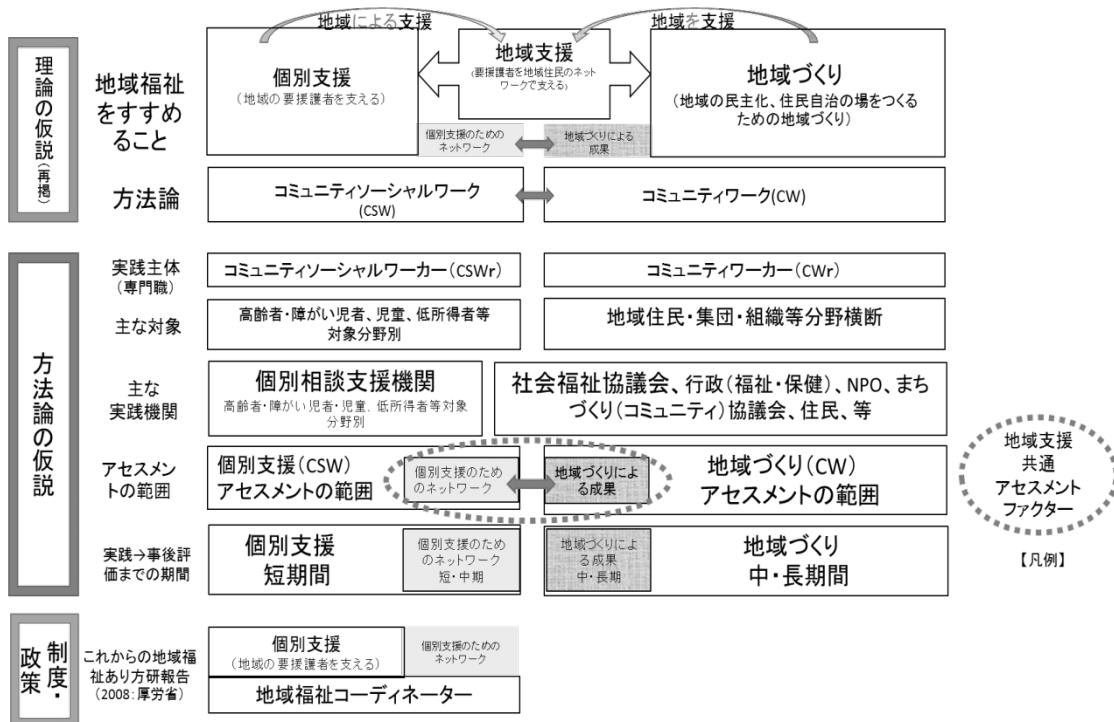 地域による支援
地域を支援
理論の仮説(再掲)
地域福祉
をすすめ
ること
個別支援
(地域の要援護者を支える)
地域支援
(要援護者を地域住民のネット
ワークで支える)
地域づくり
(地域の民主化、住民自治の場をつくる
ための地域づくり)
個別支援のための
ネットワーク
地域づくりによる
成果
方法論
コミュニティソーシャルワーク
(CSW)
コミュニティワーク(CW)
方法論の仮説
実践主体
(専門職)
コミュニティソーシャルワーカー(CSWr)
コミュニティワーカー(CWr)
主な対象
高齢者・障がい児者、児童、低所得者等
対象分野別
地域住民・集団・組織等分野横断
主な
実践機関
個別相談支援機関
高齢者・障がい児者・児童、低所得者等対象
分野別
社会福祉協議会、行政(福祉・保健)、NPO、まち
づくり(コミュニティ)協議会、住民、等
アセスメン
トの範囲
個別支援(CSW)
アセスメントの範囲
個別支援のため
のネットワーク
地域づくりによ
る成果
地域づくり(CW)
アセスメントの範囲
地域支援
共通
アセスメント
ファクター
【凡例】
実践→事後評
価までの期間
個別支援
短期間
個別支援のため
のネットワーク
短・中期
地域づくりによ
る成果
中・長期
地域づくり
中・長期間
制度・
政策
これからの地域福
祉あり方研報告
(2008:厚労省)
個別支援
(地域の要援護者を支える)
個別支援のための
ネットワーク
地域福祉コーディネーター